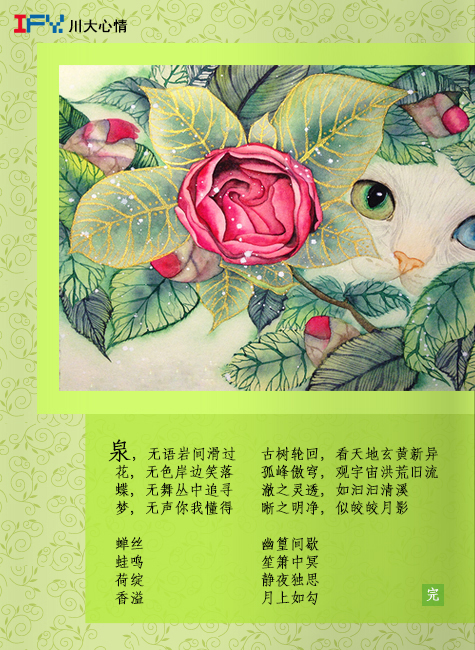 IFY 川大心情
泉，无语岩间滑过
花，无色岸边笑落
蝶，无舞丛中追寻
梦，无声你我懂得
蝉丝
蛙鸣
荷绽
香溢
古树轮回，看天地玄黄新异
孤峰傲穹，观宇宙洪荒旧流
澈之灵透，如汩汩清溪
晰之明净，似皎皎月影
幽篁间歇
笙箫中冥
静夜独思
月上如勾
完